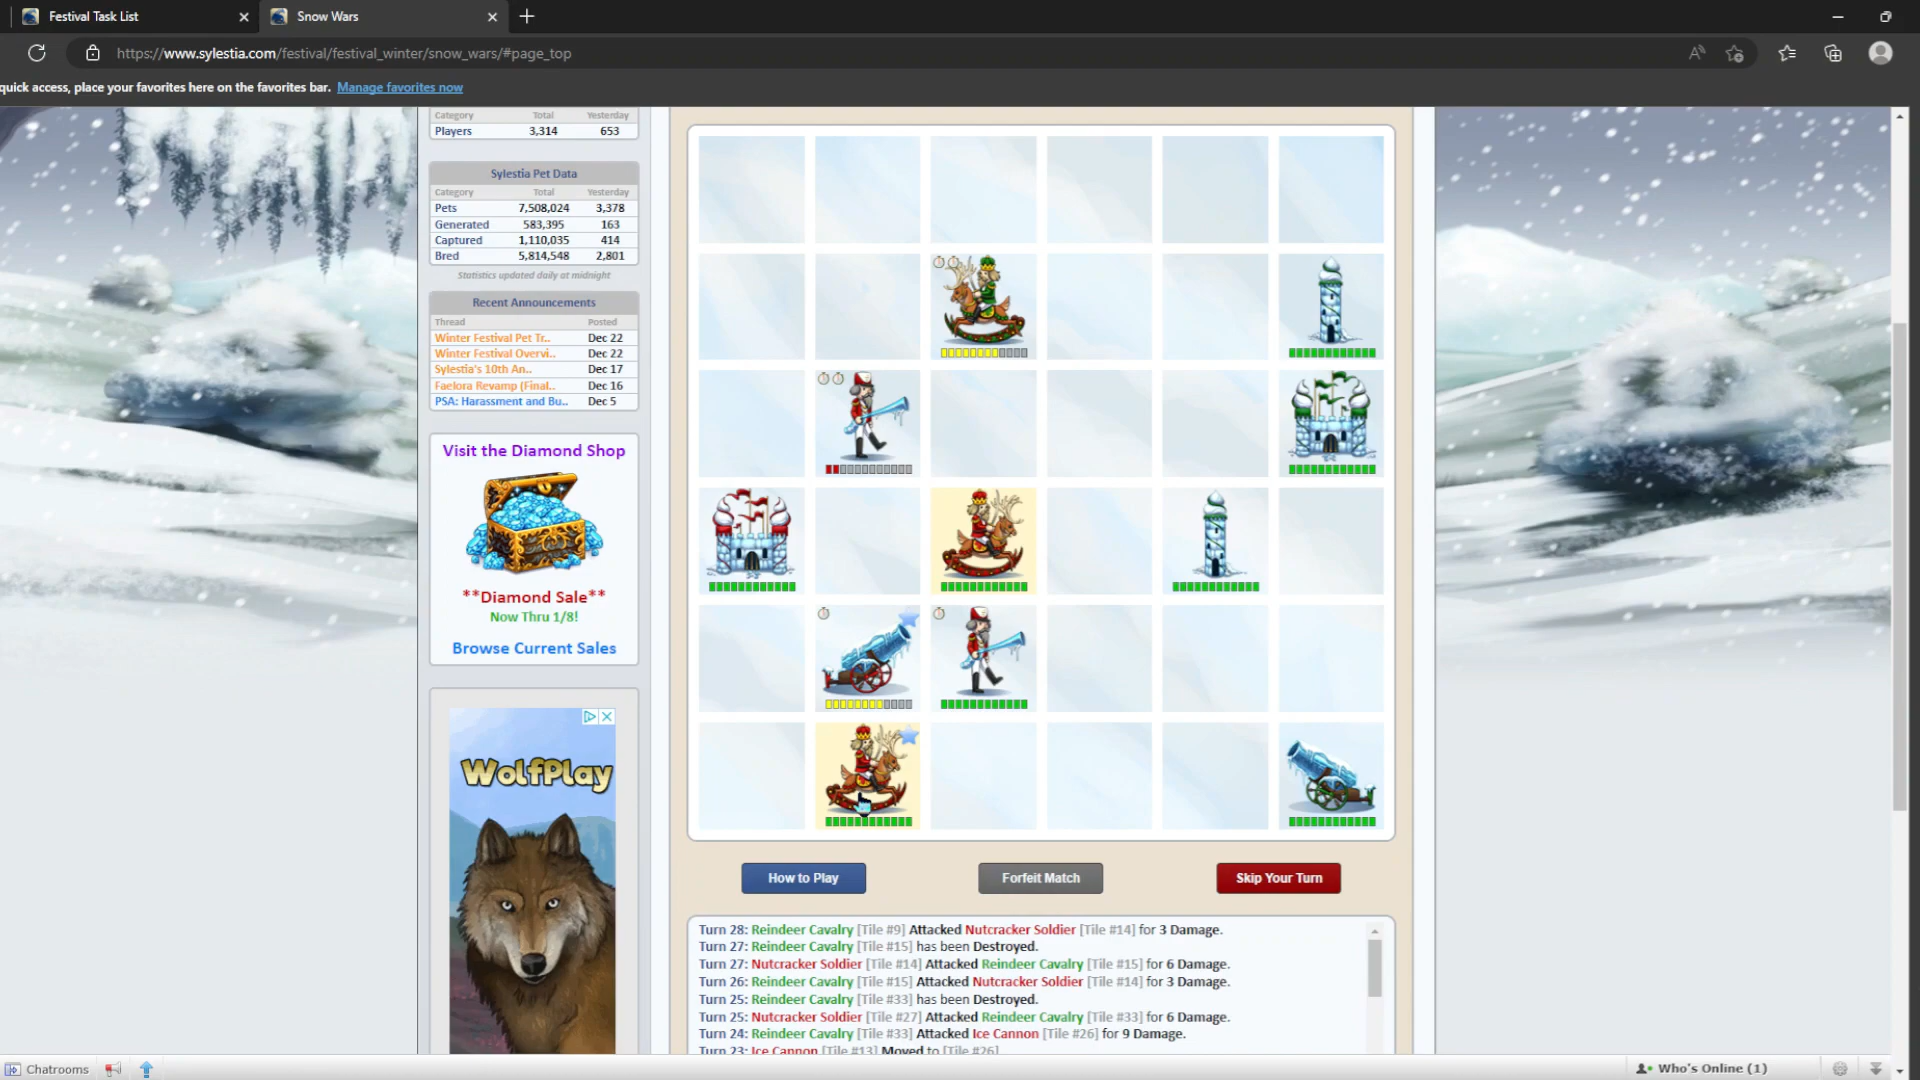 Festival Task List
Snow Wars
https://www.sylestia.com/festival/festival_winter/snow_wars/#page_top
quick access, place your favorites here on the favorites bar. Manage favorites now
Category Total Yesterday
Players 3,314 653
Sylestia Pet Data
Category Total Yesterday
Pets 7,508,024 3,378
Generated 583,395 163
Captured 1,110,035 414
Bred 5,814,548 2,801
Statistics updated daily at midnight
Recent Announcements
Thread Posted
Winter Festival Pet Tr.. Dec 22
Winter Festival Overvi.. Dec 22
Sylestia's 10th An.. Dec 17
Faelora Revamp (Final.. Dec 16
PSA: Harassment and Bu.. Dec 5
Visit the Diamond Shop
**Diamond Sale**
Now Thru 1/8!
Browse Current Sales
WolfPlay
How to Play
Forfeit Match
Skip Your Turn
Turn 28: Reindeer Cavalry [Tile #9] Attacked Nutcracker Soldier [Tile #14] for 3 Damage.
Turn 27: Reindeer Cavalry [Tile #15] has been Destroyed.
Turn 27: Nutcracker Soldier [Tile #14] Attacked Reindeer Cavalry [Tile #15] for 6 Damage.
Turn 26: Reindeer Cavalry [Tile #15] Attacked Nutcracker Soldier [Tile #14] for 3 Damage.
Turn 25: Reindeer Cavalry [Tile #33] has been Destroyed.
Turn 25: Nutcracker Soldier [Tile #27] Attacked Reindeer Cavalry [Tile #33] for 6 Damage.
Turn 24: Reindeer Cavalry [Tile #33] Attacked Ice Cannon [Tile #26] for 9 Damage.
Turn 23: Ice Cannon [Tile #13] Moved to [Tile #26]
Chatrooms
Who's Online (1)